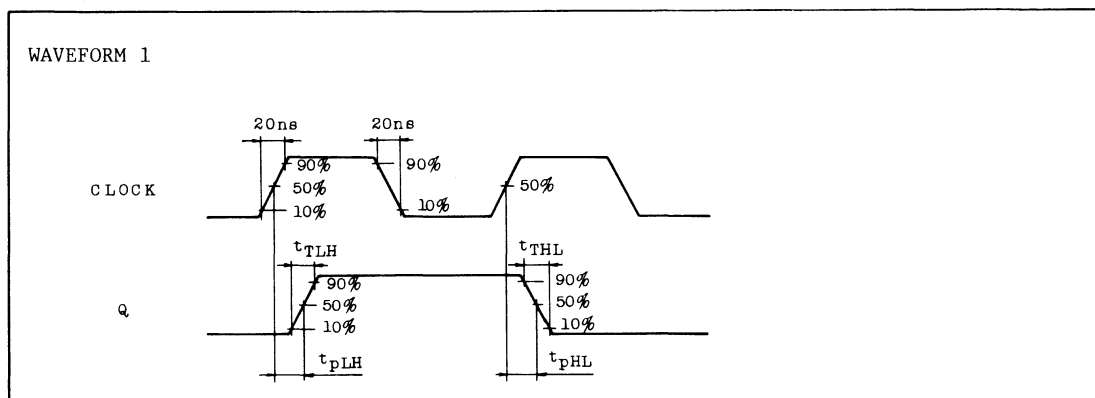 WAVEFORM 1
20ns 20ns
90% 90%
CLOCK 50% 50%
10% 10%
tTLH tTHL
90% 90%
Q 50% 50%
10% 10%
tpLH tpHL